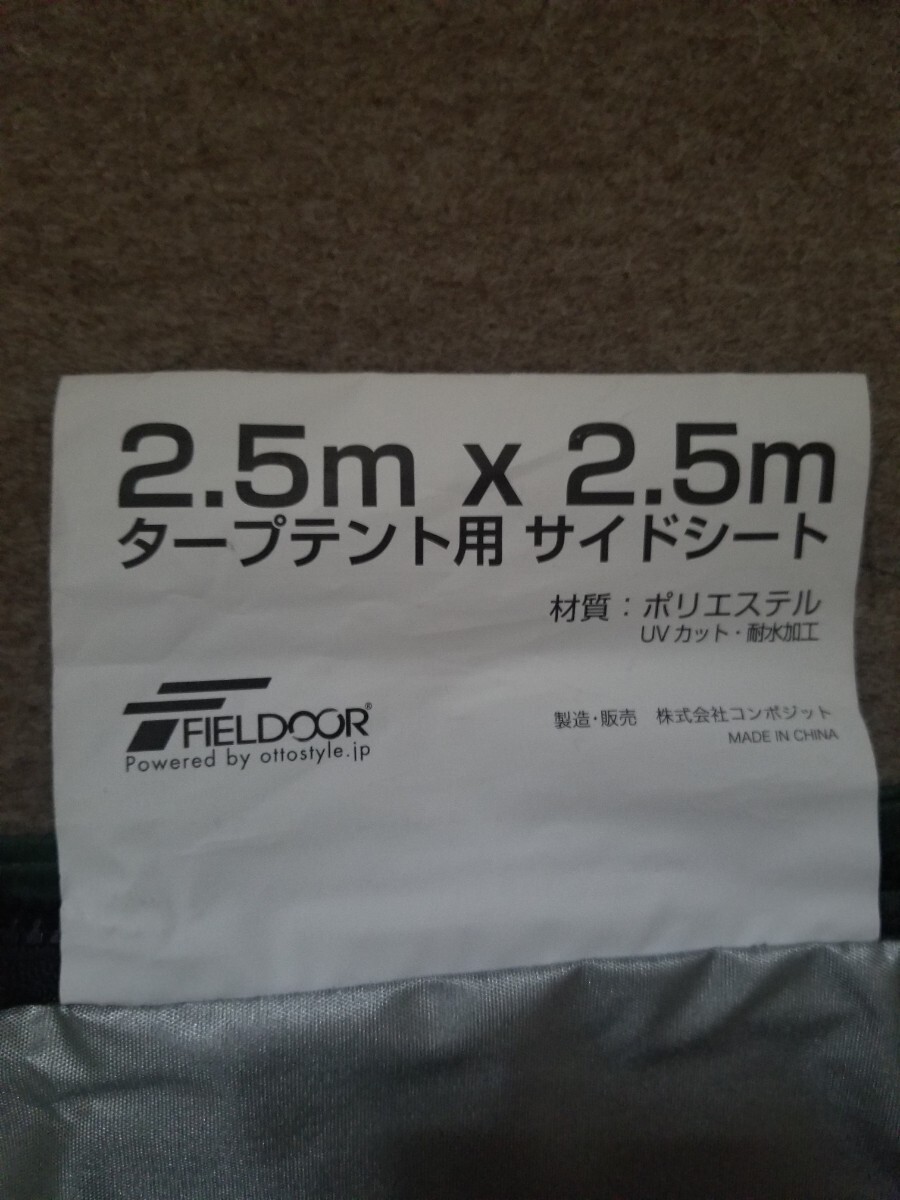 2.5m x 2.5m
タープテント用 サイドシート
材質：ポリエステル
UVカット・耐水加工
FIELDOOR®
Powered by ottostyle.jp
製造・販売 株式会社コンポジット
MADE IN CHINA